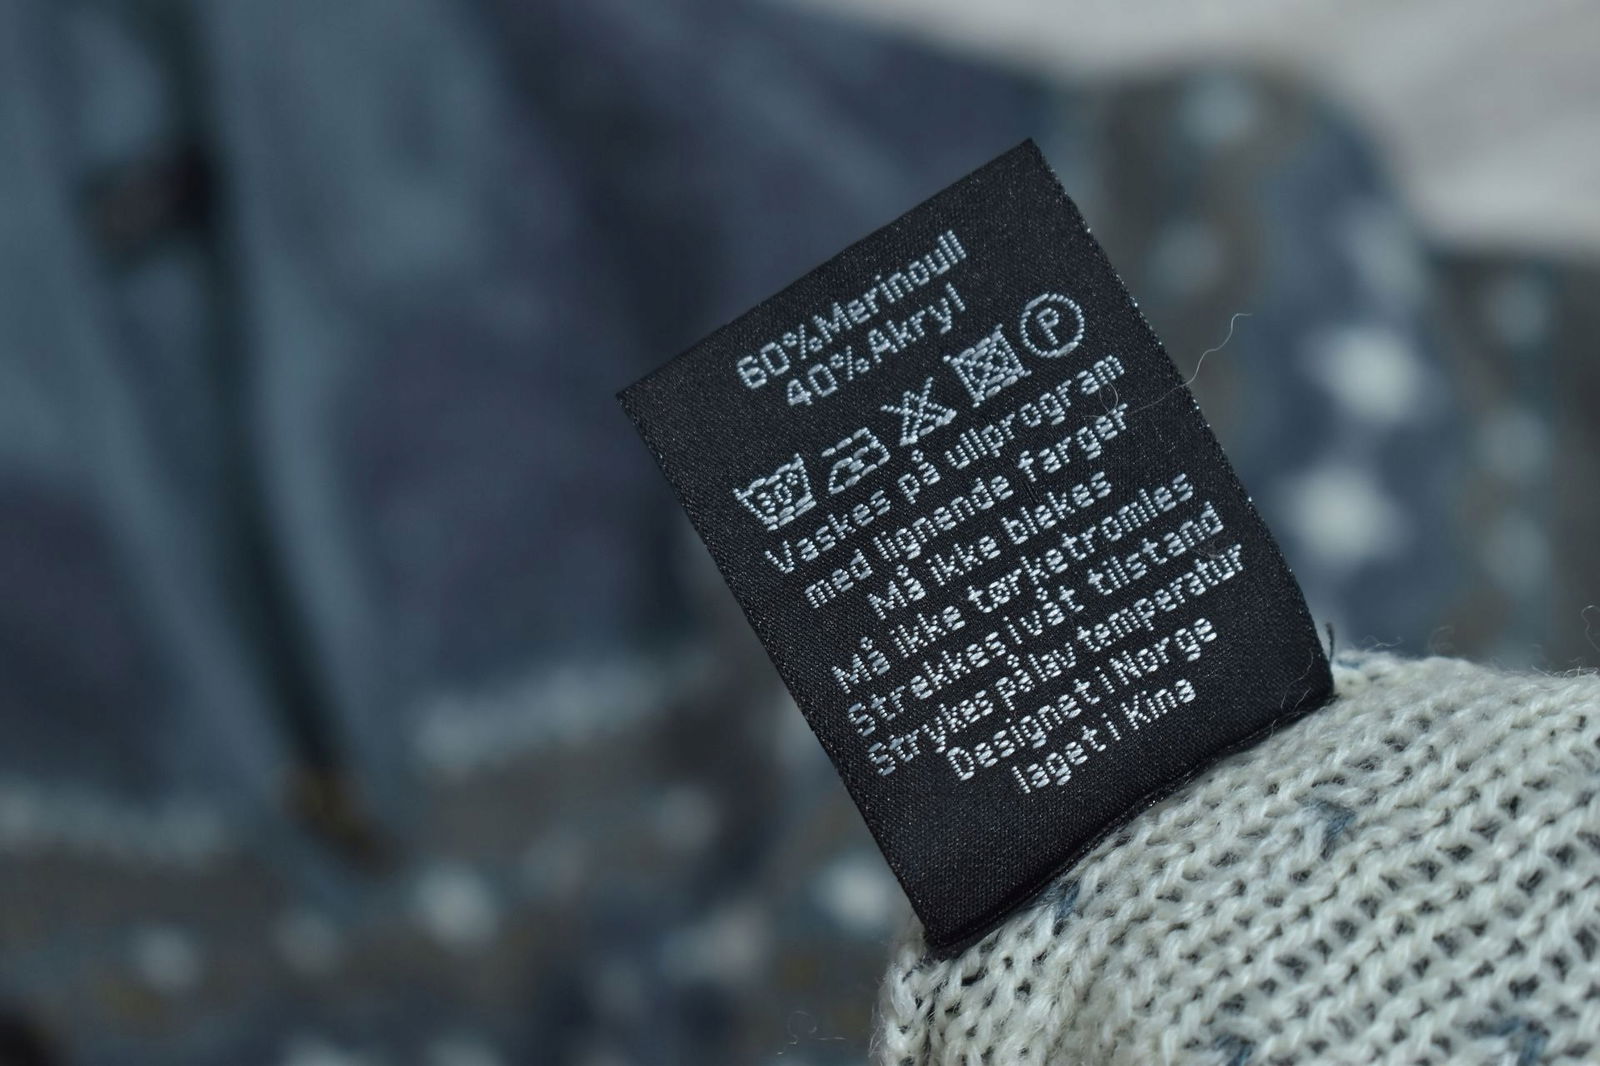 60% Merinoull
40% Akryl
30° P
Vaskes på ullprogram
med lignende farger
Må ikke blekes
Må ikke tørketromles
Strekkes i våt tilstand
Strykes på lav temperatur
Designet i Norge
laget i Kina